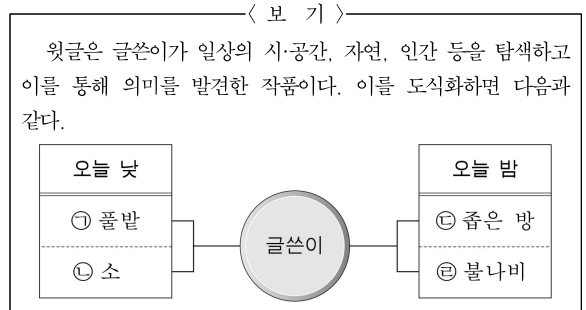 〈 보 기 〉
윗글은 글쓴이가 일상의 시·공간, 자연, 인간 등을 탐색하고
이를 통해 의미를 발견한 작품이다. 이를 도식화하면 다음과
같다.
오늘 낮
㉠ 풀밭
㉡ 소
글쓴이
오늘 밤
㉢ 좁은 방
㉣ 불나비